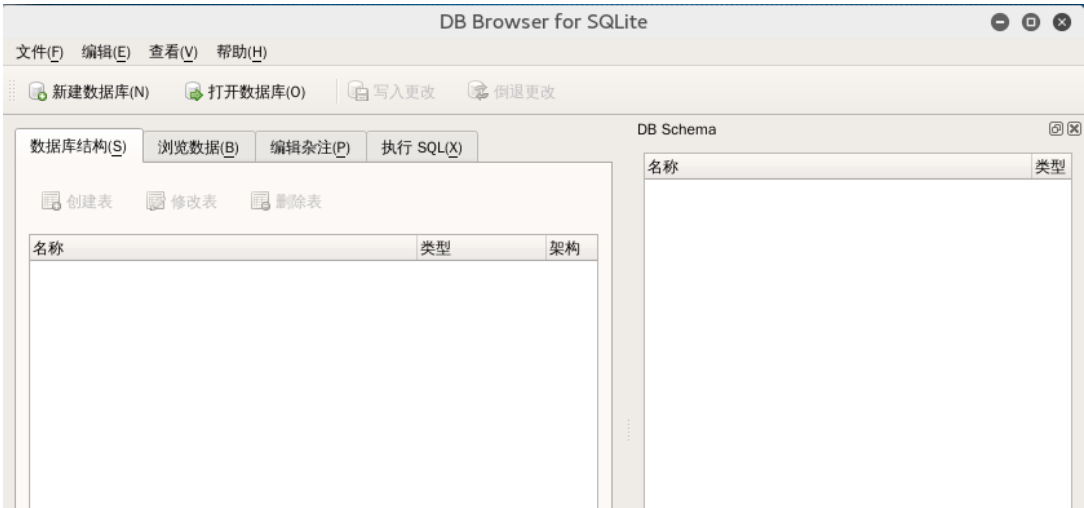 DB Browser for SQLite
文件(F) 编辑(E) 查看(V) 帮助(H)
新建数据库(N) 打开数据库(O) 写入更改 倒退更改
数据库结构(S) 浏览数据(B) 编辑杂注(P) 执行 SQL(X)
创建表 修改表 删除表
名称 类型 架构
DB Schema
名称 类型